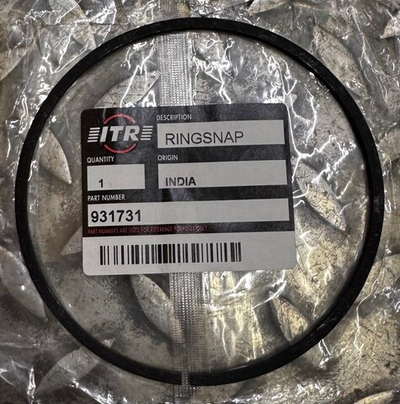 ITR
DESCRIPTION
RINGSNAP
QUANTITY
ORIGIN
1
INDIA
PART NUMBER
931731
PART NUMBERS ARE USED FOR REFERENCE PURPOSES ONLY